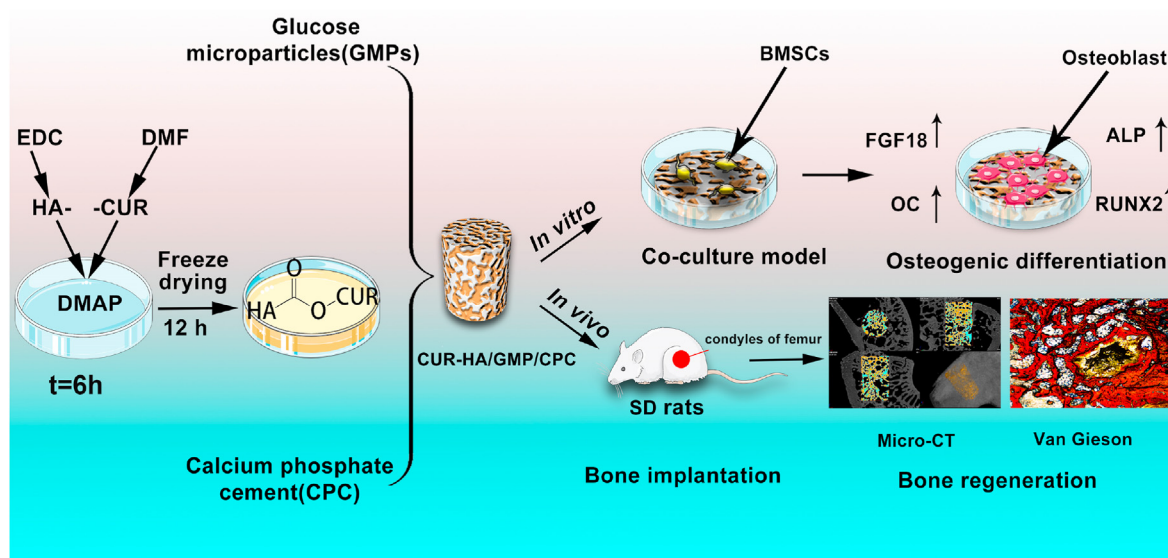 Glucose
microparticles(GMPs)
EDC
DMF
HA-
-CUR
DMAP
t=6h
Freeze
drying
12 h
O
HA
O
CUR
Calcium phosphate
cement(CPC)
CUR-HA/GMP/CPC
In vitro
In vivo
BMSCs
Co-culture model
Osteoblast
FGF18
ALP
OC
RUNX2
Osteogenic differentiation
condyles of femur
SD rats
Bone implantation
Micro-CT
Van Gieson
Bone regeneration